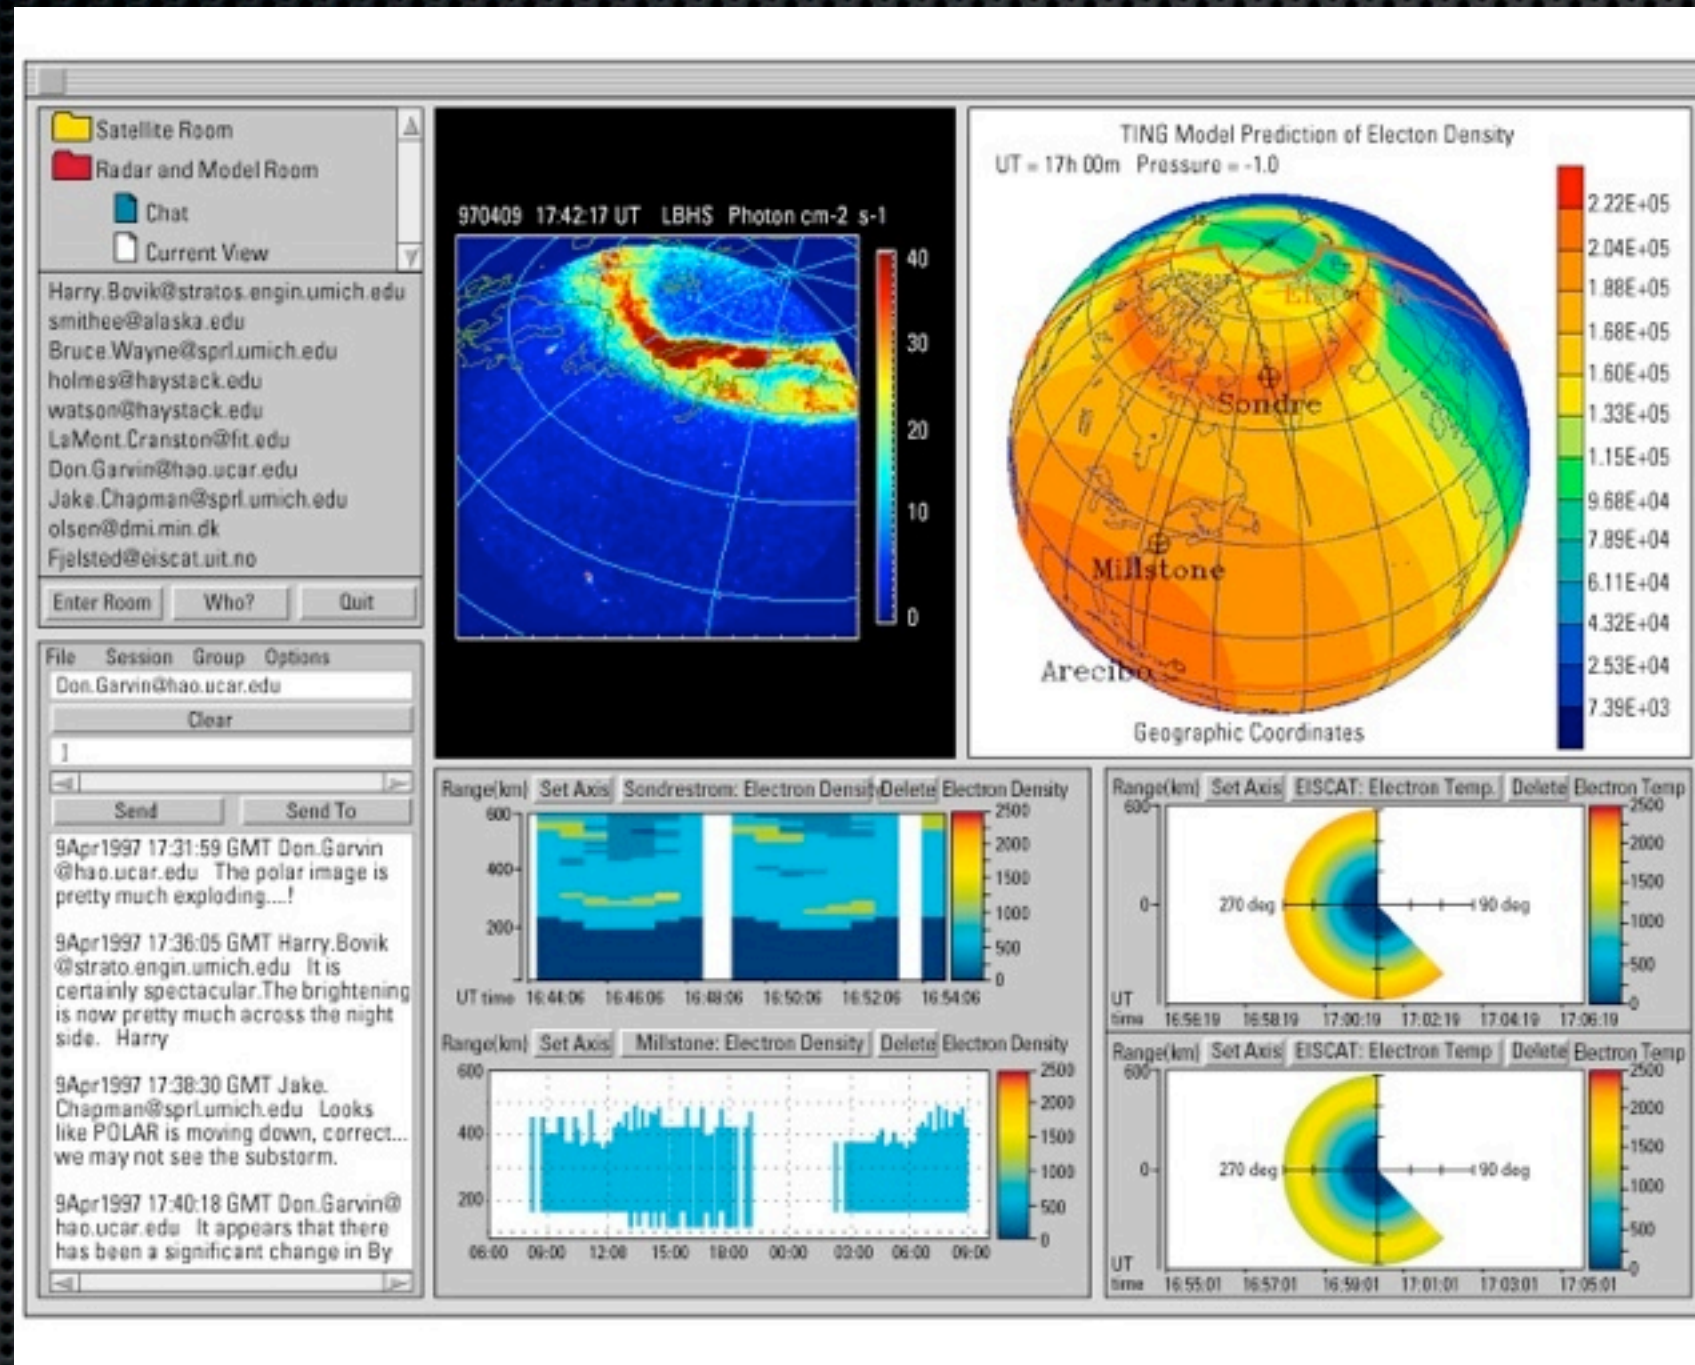 Satellite Room
Radar and Model Room
Chat
Current View
Harry.Bovik@stratos.engin.umich.edu
smithee@alaska.edu
Bruce.Wayne@sprl.umich.edu
holmes@haystack.edu
watson@haystack.edu
LaMont.Cranston@fit.edu
Don.Garvin@hao.ucar.edu
Jake.Chapman@sprl.umich.edu
olsen@dmi.min.dk
Fjelsted@eiscat.uit.no
Enter Room Who? Quit
File Session Group Options
Don.Garvin@hao.ucar.edu
Clear
]
Send Send To
9Apr1997 17:31:59 GMT Don.Garvin
@hao.ucar.edu The polar image is
pretty much exploding....!
9Apr1997 17:36:05 GMT Harry.Bovik
@strato.engin.umich.edu It is
certainly spectacular.The brightening
is now pretty much across the night
side. Harry
9Apr1997 17:38:30 GMT Jake.
Chapman@sprl.umich.edu Looks
like POLAR is moving down, correct...
we may not see the substorm.
9Apr1997 17:40:18 GMT Don.Garvin@
hao.ucar.edu It appears that there
has been a significant change in By
970409 17:42:17 UT LBHS Photon cm-2 s-1
40
30
20
10
0
TING Model Prediction of Electon Density
UT = 17h 00m Pressure = -1.0
Sondre
Millstone
Arecibo
Geographic Coordinates
2.22E+05
2.04E+05
1.88E+05
1.68E+05
1.60E+05
1.33E+05
1.15E+05
9.68E+04
7.89E+04
6.11E+04
4.32E+04
2.53E+04
7.39E+03
Range(km) Set Axis Sondrestrom: Electron Densit Delete Electron Density
600
400
200
2500
2000
1500
1000
500
0
UT time 16:44:06 16:46:06 16:48:06 16:50:06 16:52:06 16:54:06
Range(km) Set Axis Millstone: Electron Density Delete Electron Density
600
400
200
2500
2000
1500
1000
500
0
06:00 09:00 12:00 15:00 18:00 00:00 03:00 06:00 09:00
Range(km) Set Axis EISCAT: Electron Temp. Delete Electron Temp
600
0
270 deg 90 deg
2500
2000
1500
1000
500
0
UT
time 16:56:19 16:58:19 17:00:19 17:02:19 17:04:19 17:06:19
Range(km) Set Axis EISCAT: Electron Temp Delete Electron Temp
600
0
270 deg 90 deg
2500
2000
1500
1000
500
0
UT
time 16:55:01 16:57:01 16:59:01 17:01:01 17:03:01 17:05:01